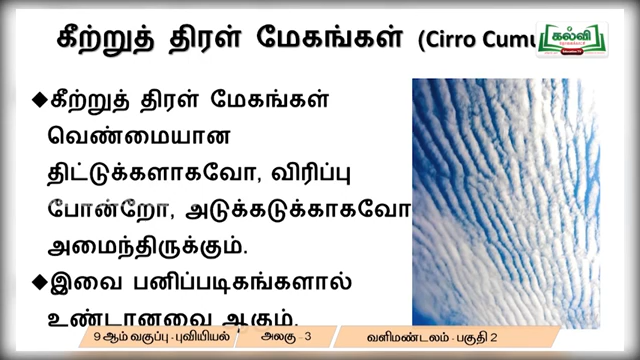 கீற்றுத் திரள் மேகங்கள் (Cirro Cumu
கல்வி
◆கீற்றுத் திரள் மேகங்கள்
வெண்மையான
திட்டுக்களாகவோ, விரிப்பு
போன்றோ, அடுக்கடுக்காகவோ
அமைந்திருக்கும்.
◆இவை பனிப்படிகங்களால்
உண்டானவை ஆகும்.
9 ஆம் வகுப்பு - புவியியல் அலகு - 3 வளிமண்டலம் - பகுதி 2